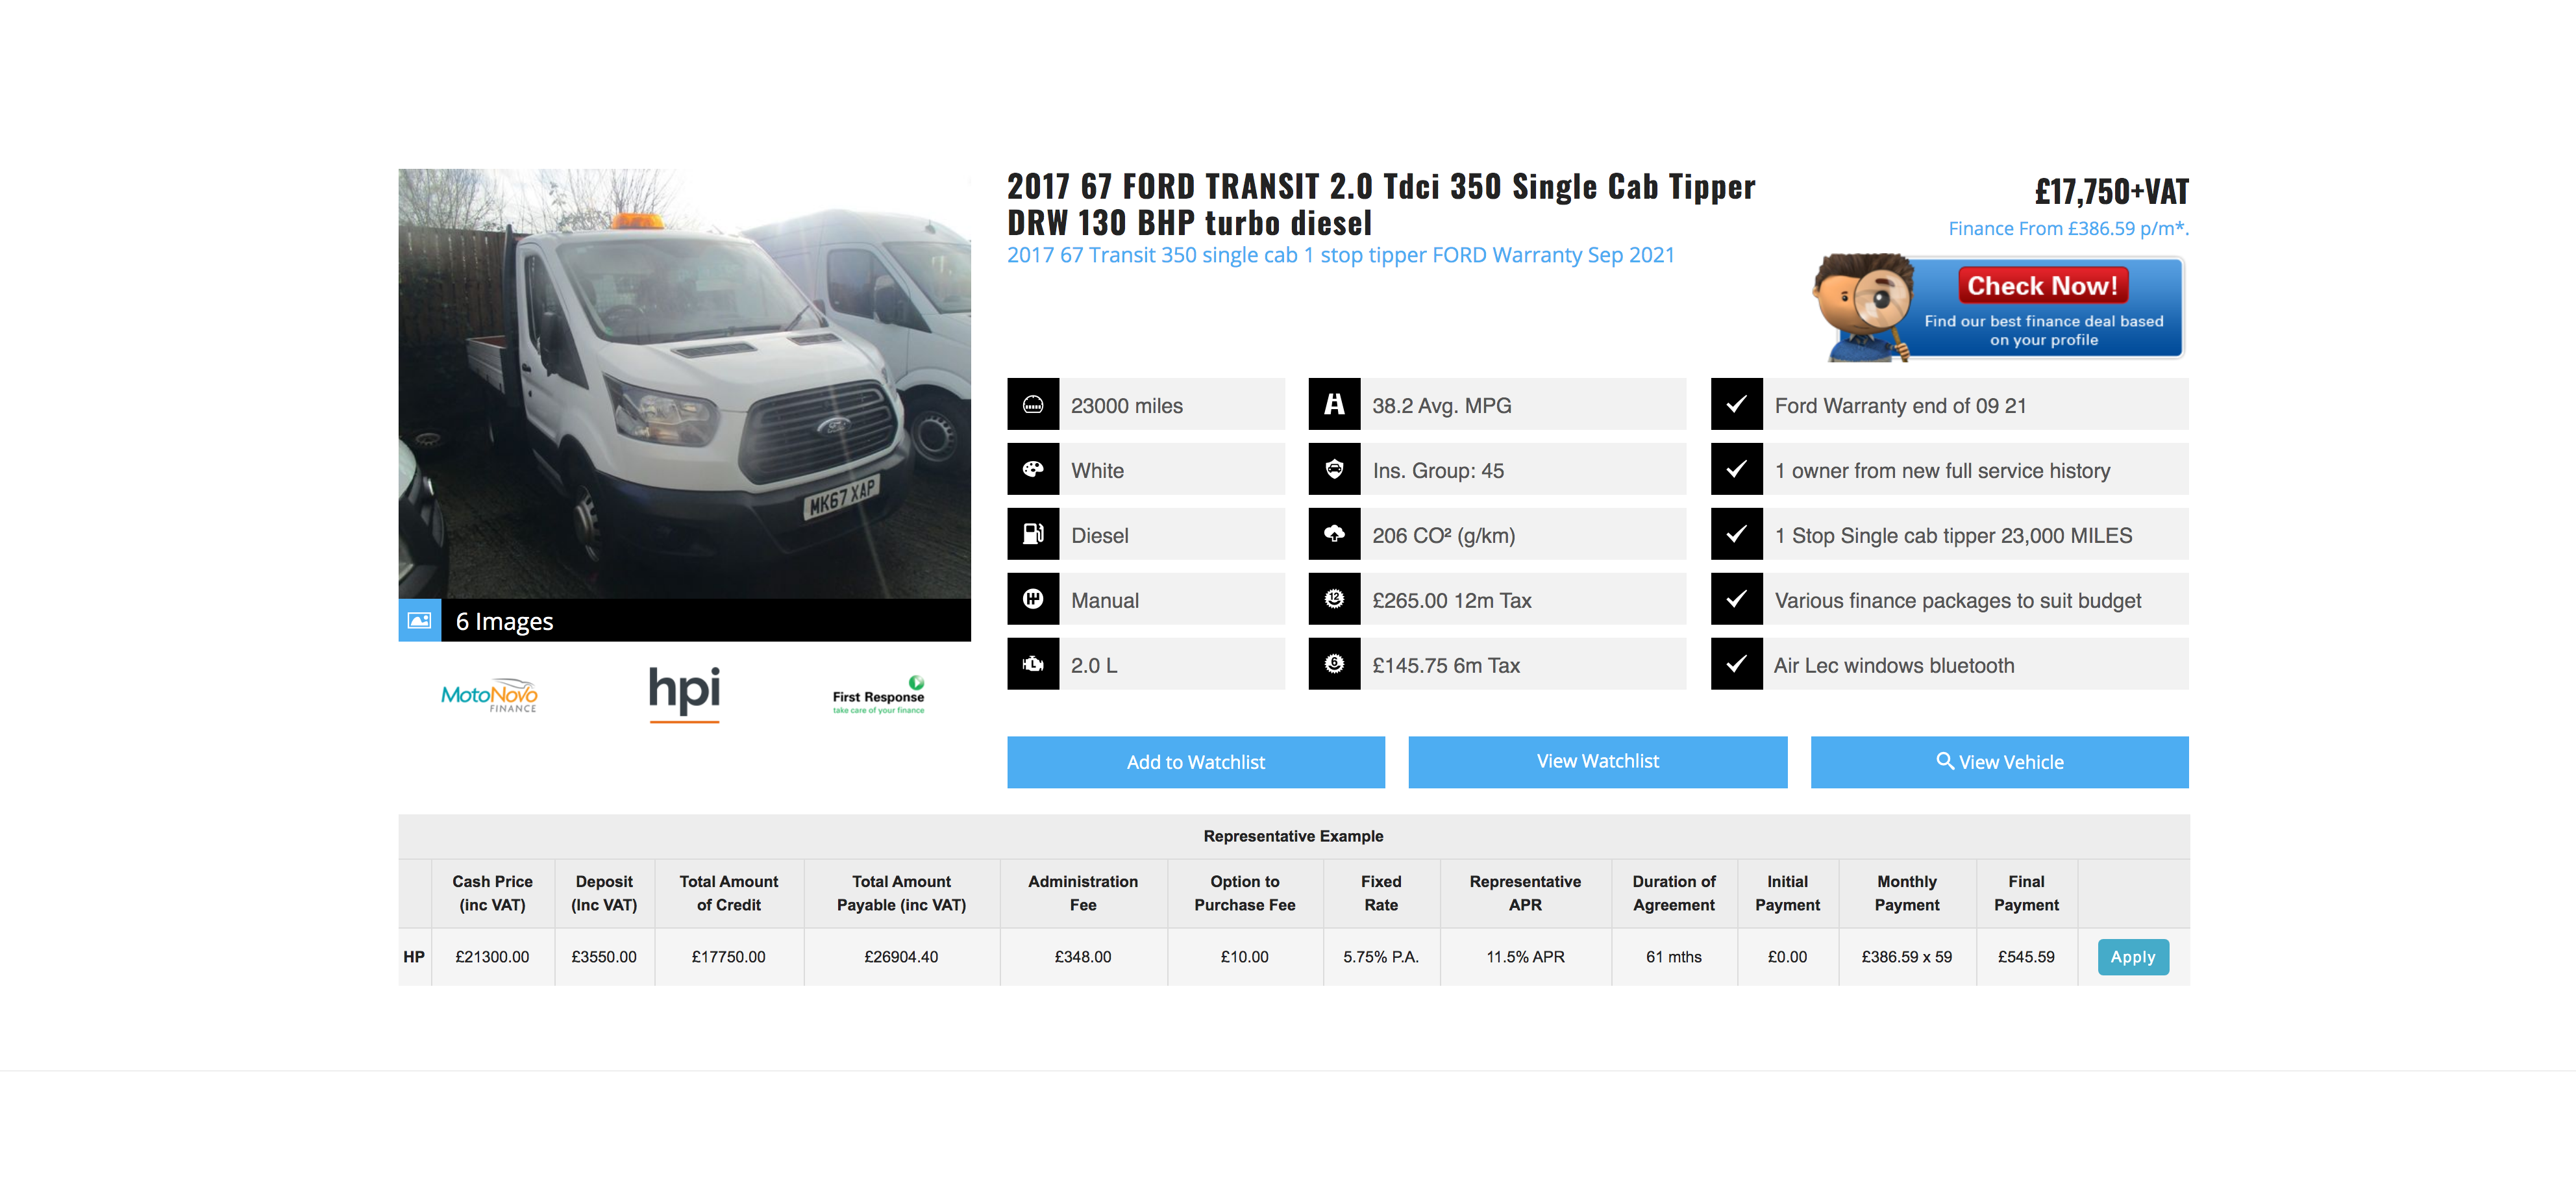 2017 67 FORD TRANSIT 2.0 Tdci 350 Single Cab Tipper
DRW 130 BHP turbo diesel
2017 67 Transit 350 single cab 1 stop tipper FORD Warranty Sep 2021
£17,750+VAT
Finance From £386.59 p/m*.
Check Now!
Find our best finance deal based
on your profile
MK67 XAP
Ford
6 Images
MotoNovo
FINANCE
hpi
First Response
take care of your finance
23000 miles
White
Diesel
Manual
2.0 L
38.2 Avg. MPG
Ins. Group: 45
206 CO² (g/km)
12
£265.00 12m Tax
6
£145.75 6m Tax
Ford Warranty end of 09 21
1 owner from new full service history
1 Stop Single cab tipper 23,000 MILES
Various finance packages to suit budget
Air Lec windows bluetooth
Add to Watchlist
View Watchlist
View Vehicle
Representative Example
Cash Price (inc VAT)
Deposit (Inc VAT)
Total Amount of Credit
Total Amount Payable (inc VAT)
Administration Fee
Option to Purchase Fee
Fixed Rate
Representative APR
Duration of Agreement
Initial Payment
Monthly Payment
Final Payment
HP £21300.00 £3550.00 £17750.00 £26904.40 £348.00 £10.00 5.75% P.A. 11.5% APR 61 mths £0.00 £386.59 x 59 £545.59 Apply